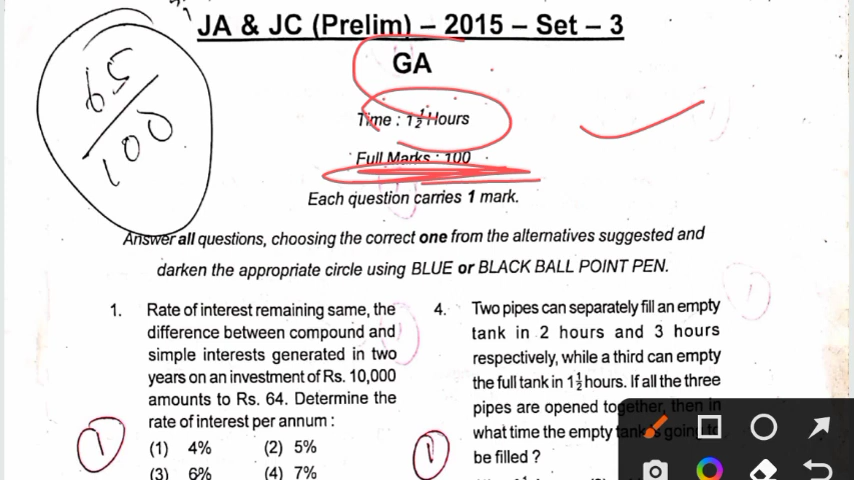 JA & JC (Prelim) – 2015 – Set – 3
GA
Time : 1½ Hours
Full Marks : 100
Each question carries 1 mark.
Answer all questions, choosing the correct one from the alternatives suggested and
darken the appropriate circle using BLUE or BLACK BALL POINT PEN.
65
100
1. Rate of interest remaining same, the
difference between compound and
simple interests generated in two
years on an investment of Rs. 10,000
amounts to Rs. 64. Determine the
rate of interest per annum :
(1) 4% (2) 5%
(3) 6% (4) 7%
1
4. Two pipes can separately fill an empty
tank in 2 hours and 3 hours
respectively, while a third can empty
the full tank in 1½ hours. If all the three
pipes are opened together, then in
what time the empty tank is going to
be filled ?
1